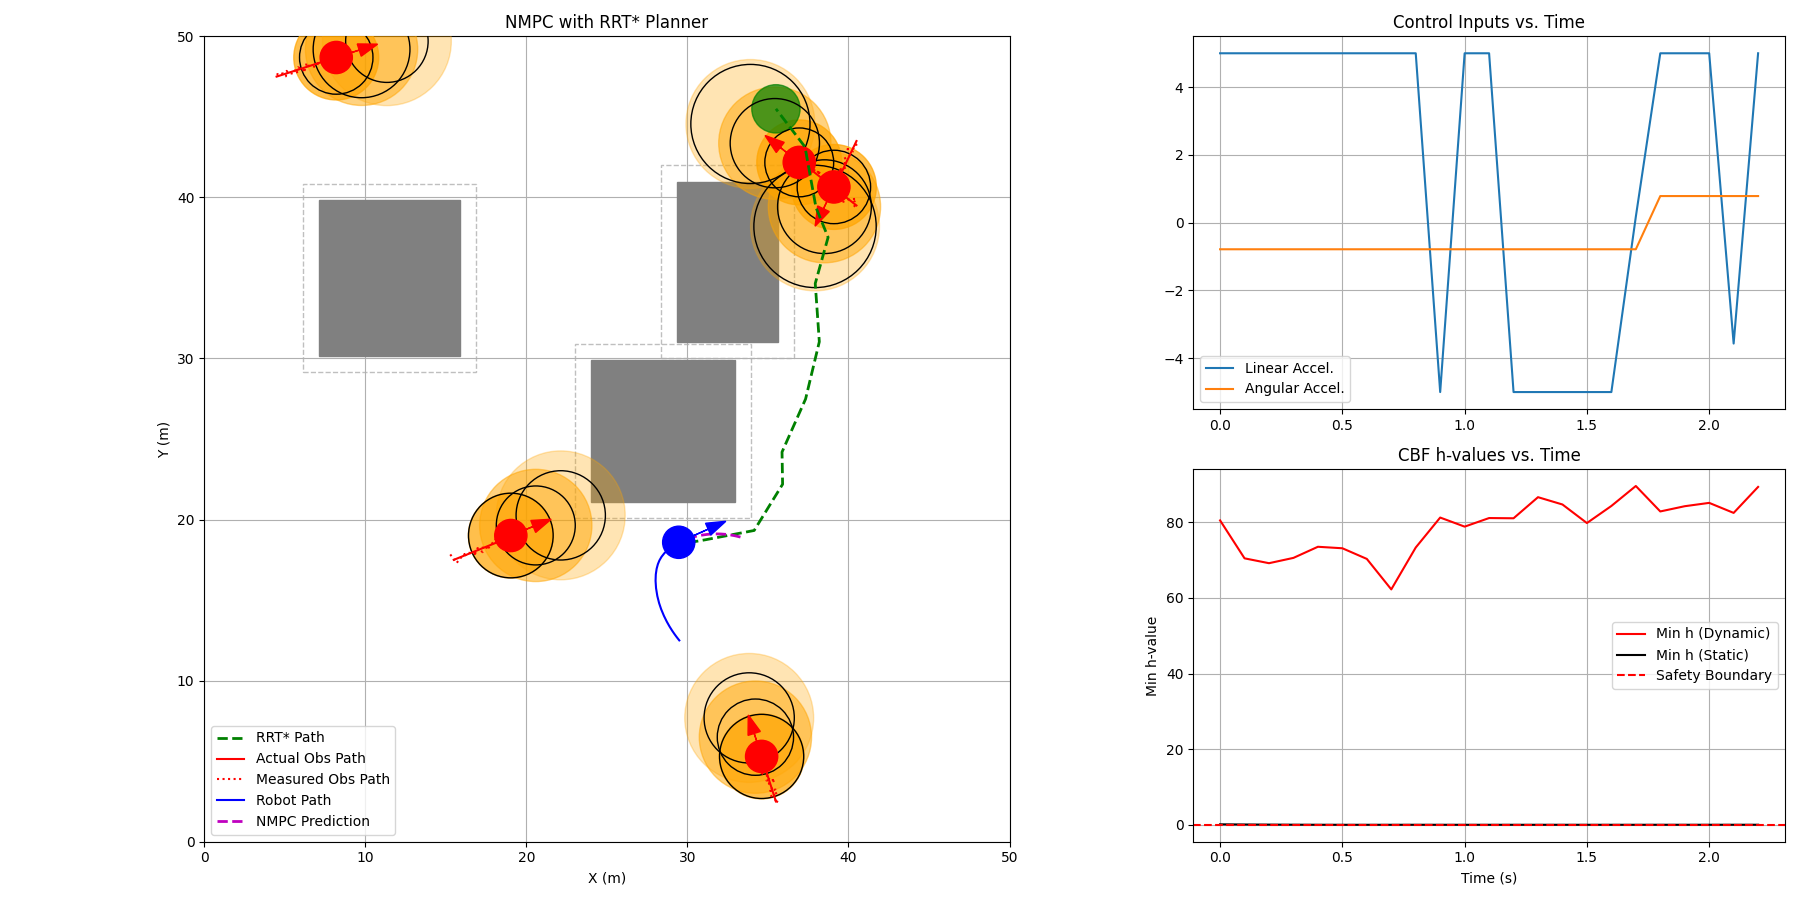 NMPC with RRT* Planner
50
40
30
20
10
0
Y (m)
0 10 20 30 40 50
X (m)
RRT* Path
Actual Obs Path
Measured Obs Path
Robot Path
NMPC Prediction
Control Inputs vs. Time
4
2
0
−2
−4
Linear Accel.
Angular Accel.
0.0 0.5 1.0 1.5 2.0
CBF h-values vs. Time
80
60
40
20
0
Min h-value
Min h (Dynamic)
Min h (Static)
Safety Boundary
0.0 0.5 1.0 1.5 2.0
Time (s)